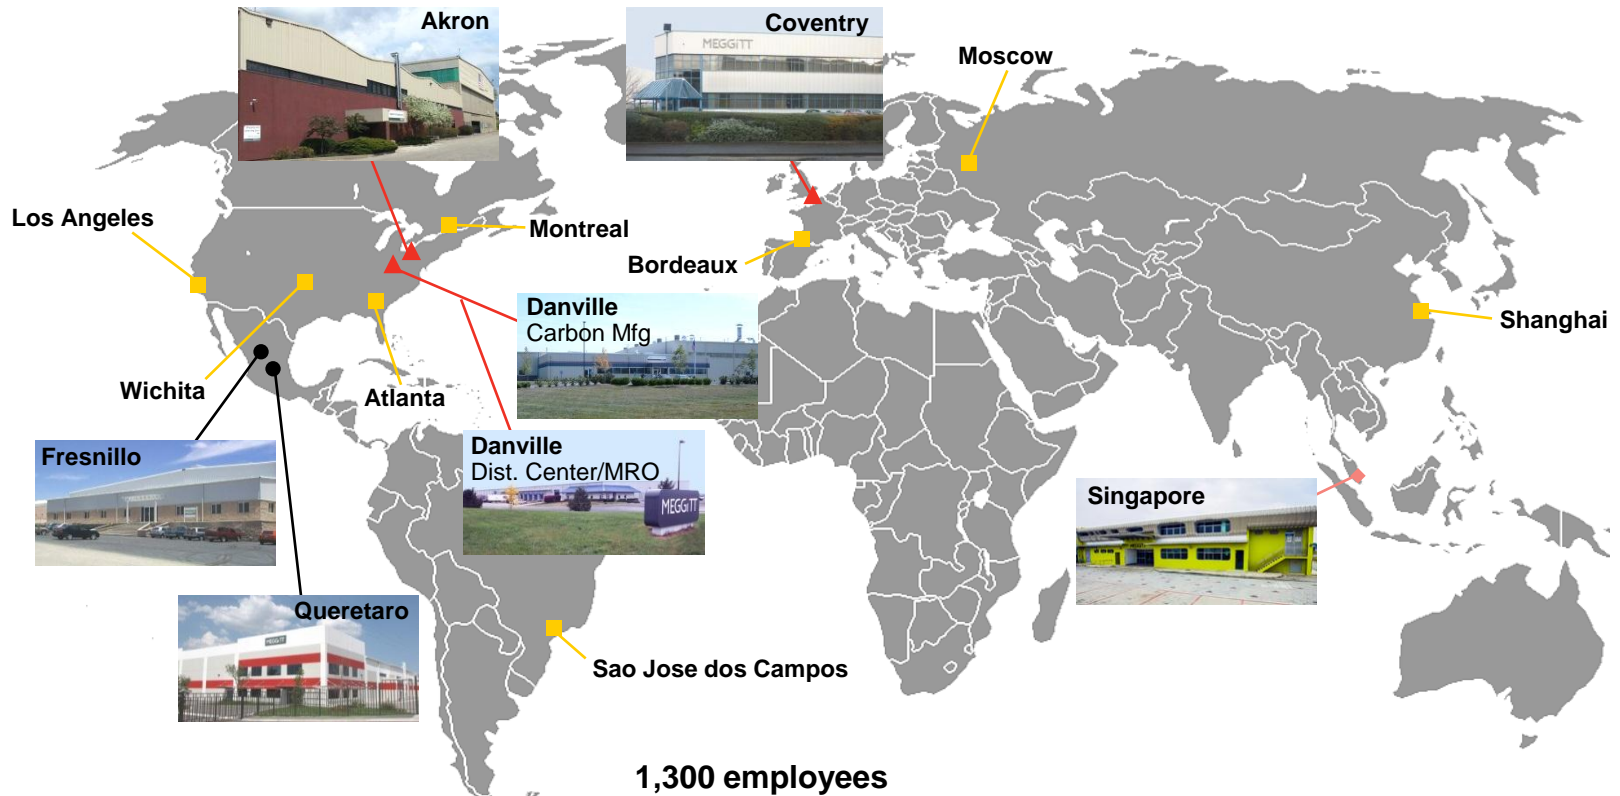 Akron
Coventry
MEGGiTT
Moscow
Los Angeles
Montreal
Bordeaux
Danville
Carbon Mfg
Shanghai
Wichita
Atlanta
Fresnillo
Danville
Dist. Center/MRO
MEGGiTT
Singapore
Queretaro
MEGGiTT
Sao Jose dos Campos
1,300 employees